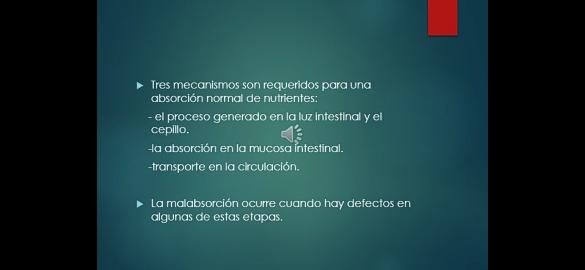 Tres mecanismos son requeridos para una
absorción normal de nutrientes:
- el proceso generado en la luz intestinal y el
cepillo.
-la absorción en la mucosa intestinal.
-transporte en la circulación.
La malabsorción ocurre cuando hay defectos en
algunas de estas etapas.